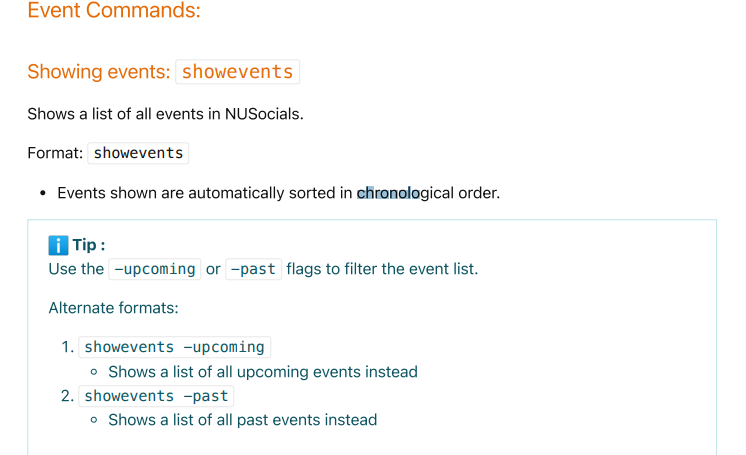 Event Commands:
Showing events: showevents
Shows a list of all events in NUSocials.
Format: showevents
• Events shown are automatically sorted in chronological order.
ℹ️ Tip :
Use the –upcoming or –past flags to filter the event list.
Alternate formats:
1. showevents –upcoming
◦ Shows a list of all upcoming events instead
2. showevents –past
◦ Shows a list of all past events instead